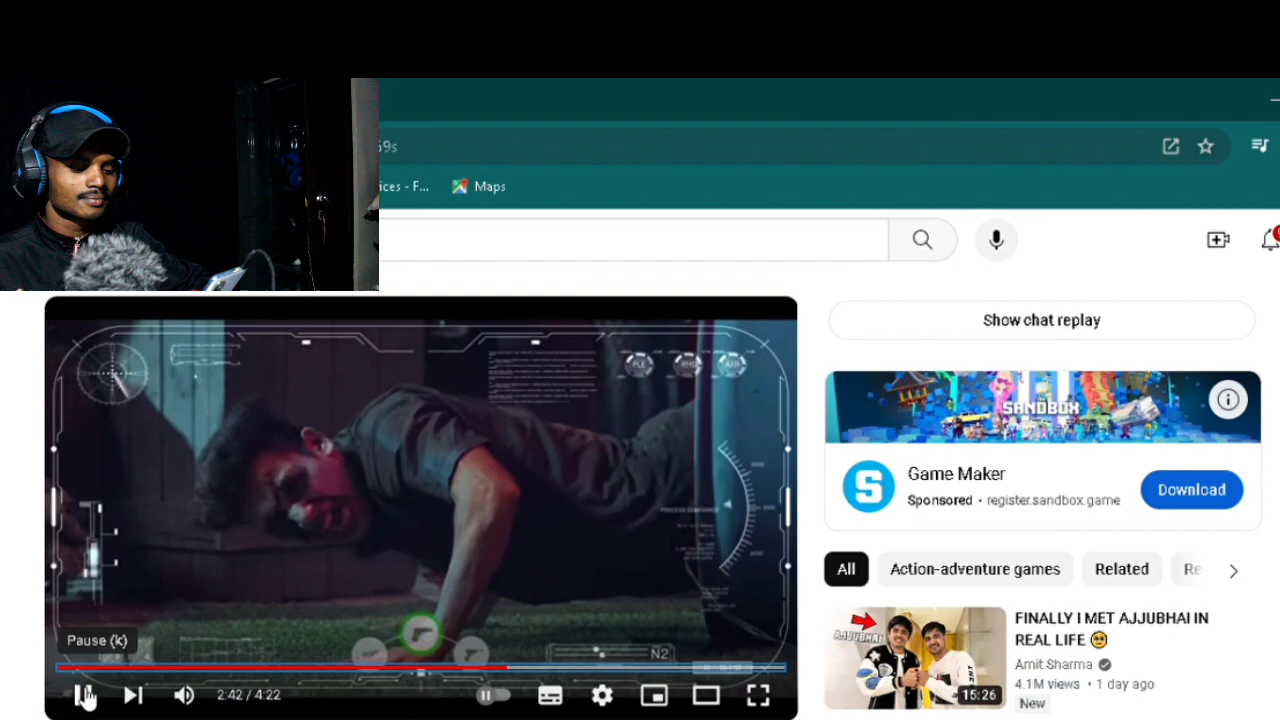 59s
ices - F...
Maps
Show chat replay
SANDBOX
Game Maker
Sponsored • register.sandbox.game
Download
All
Action-adventure games
Related
Re
AJJUBHAI
15:26
FINALLY I MET AJJUBHAI IN
REAL LIFE 🥺
Amit Sharma
4.1M views • 1 day ago
New
N2
Pause (k)
2:42 / 4:22